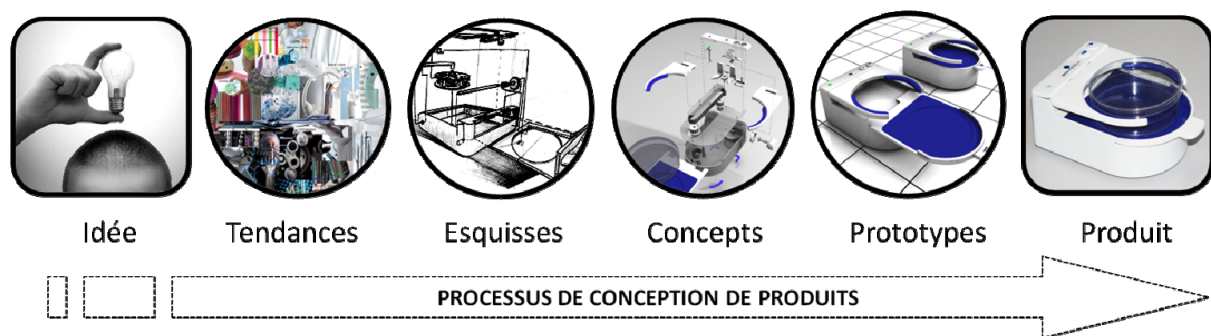 Idée
Tendances
Esquisses
Concepts
Prototypes
Produit
PROCESSUS DE CONCEPTION DE PRODUITS